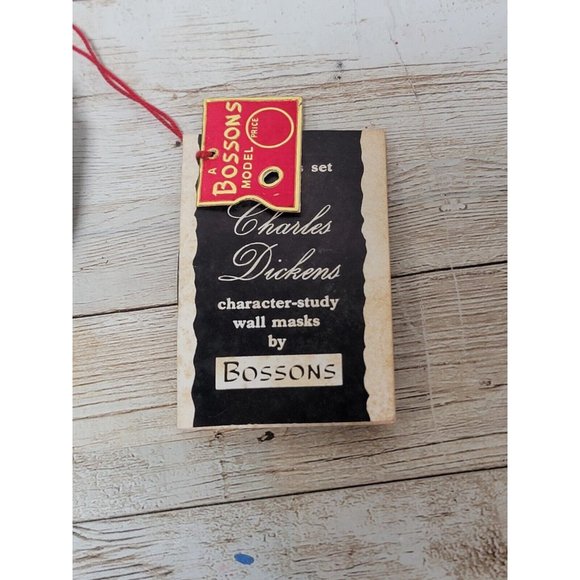 A
BOSSONS
MODEL PRICE
set
Charles
Dickens
character-study
wall masks
by
BOSSONS